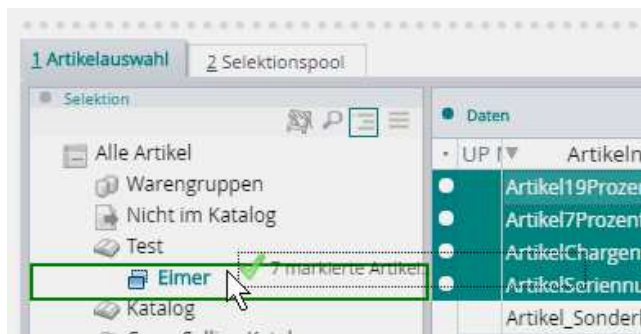 1 Artikelauswahl
2 Selektionspool
Selektion
Alle Artikel
Warengruppen
Nicht im Katalog
Test
Eimer
Katalog
7 markierte Artikel
Daten
UP
Artikeln
Artikel19Prozen
Artikel7Prozent
ArtikelChargen
ArtikelSeriennu
Artikel_Sonder